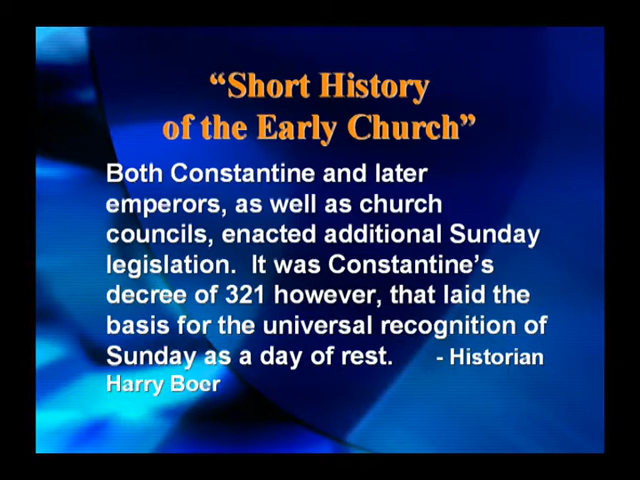 “Short History
of the Early Church”
Both Constantine and later
emperors, as well as church
councils, enacted additional Sunday
legislation.  It was Constantine’s
decree of 321 however, that laid the
basis for the universal recognition of
Sunday as a day of rest. - Historian
Harry Boer